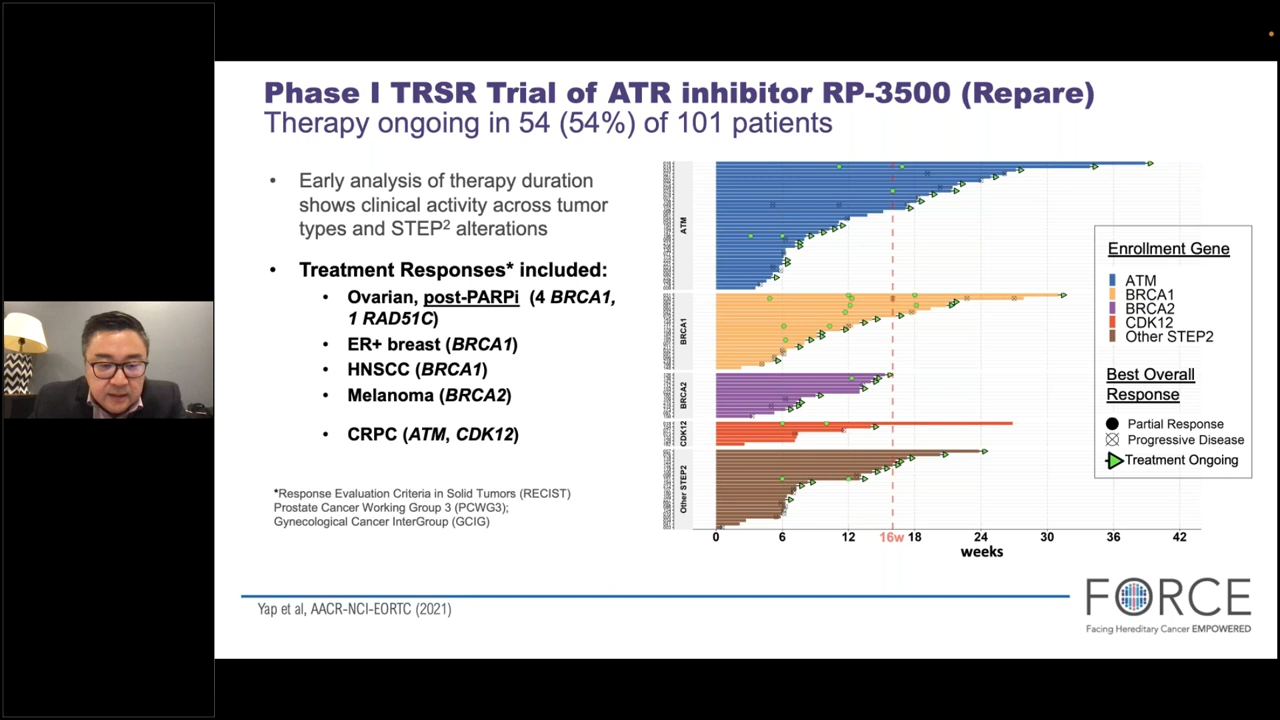 Phase I TRSR Trial of ATR inhibitor RP-3500 (Repare)
Therapy ongoing in 54 (54%) of 101 patients
• Early analysis of therapy duration
shows clinical activity across tumor
types and STEP² alterations
• Treatment Responses* included:
• Ovarian, post-PARPi (4 BRCA1,
1 RAD51C)
• ER+ breast (BRCA1)
• HNSCC (BRCA1)
• Melanoma (BRCA2)
• CRPC (ATM, CDK12)
*Response Evaluation Criteria in Solid Tumors (RECIST)
Prostate Cancer Working Group 3 (PCWG3);
Gynecological Cancer InterGroup (GCIG)
ATM
BRCA1
BRCA2
CDK12
Other STEP2
0 6 12 16w 18 24 30 36 42
weeks
Enrollment Gene
ATM
BRCA1
BRCA2
CDK12
Other STEP2
Best Overall
Response
Partial Response
Progressive Disease
Treatment Ongoing
Yap et al, AACR-NCI-EORTC (2021)
FORCE
Facing Hereditary Cancer EMPOWERED